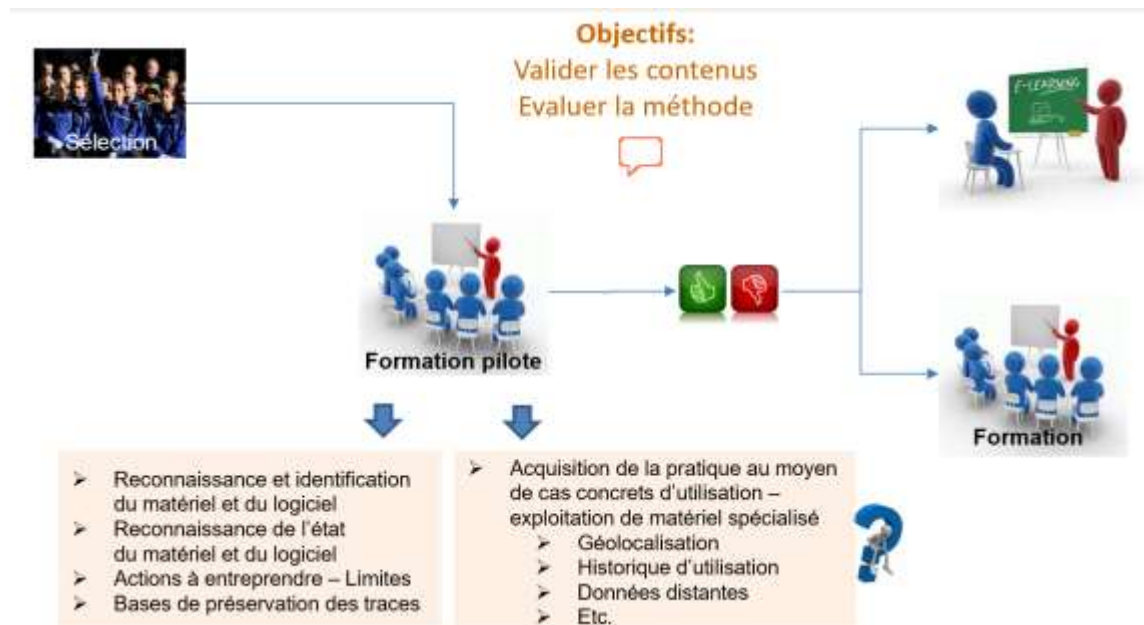 Objectifs:
Valider les contenus
Evaluer la méthode
Sélection
E-LEARNING
Formation pilote
Formation
➢ Reconnaissance et identification
du matériel et du logiciel
➢ Reconnaissance de l'état
du matériel et du logiciel
➢ Actions à entreprendre – Limites
➢ Bases de préservation des traces
➢ Acquisition de la pratique au moyen
de cas concrets d'utilisation –
exploitation de matériel spécialisé
➢ Géolocalisation
➢ Historique d'utilisation
➢ Données distantes
➢ Etc.